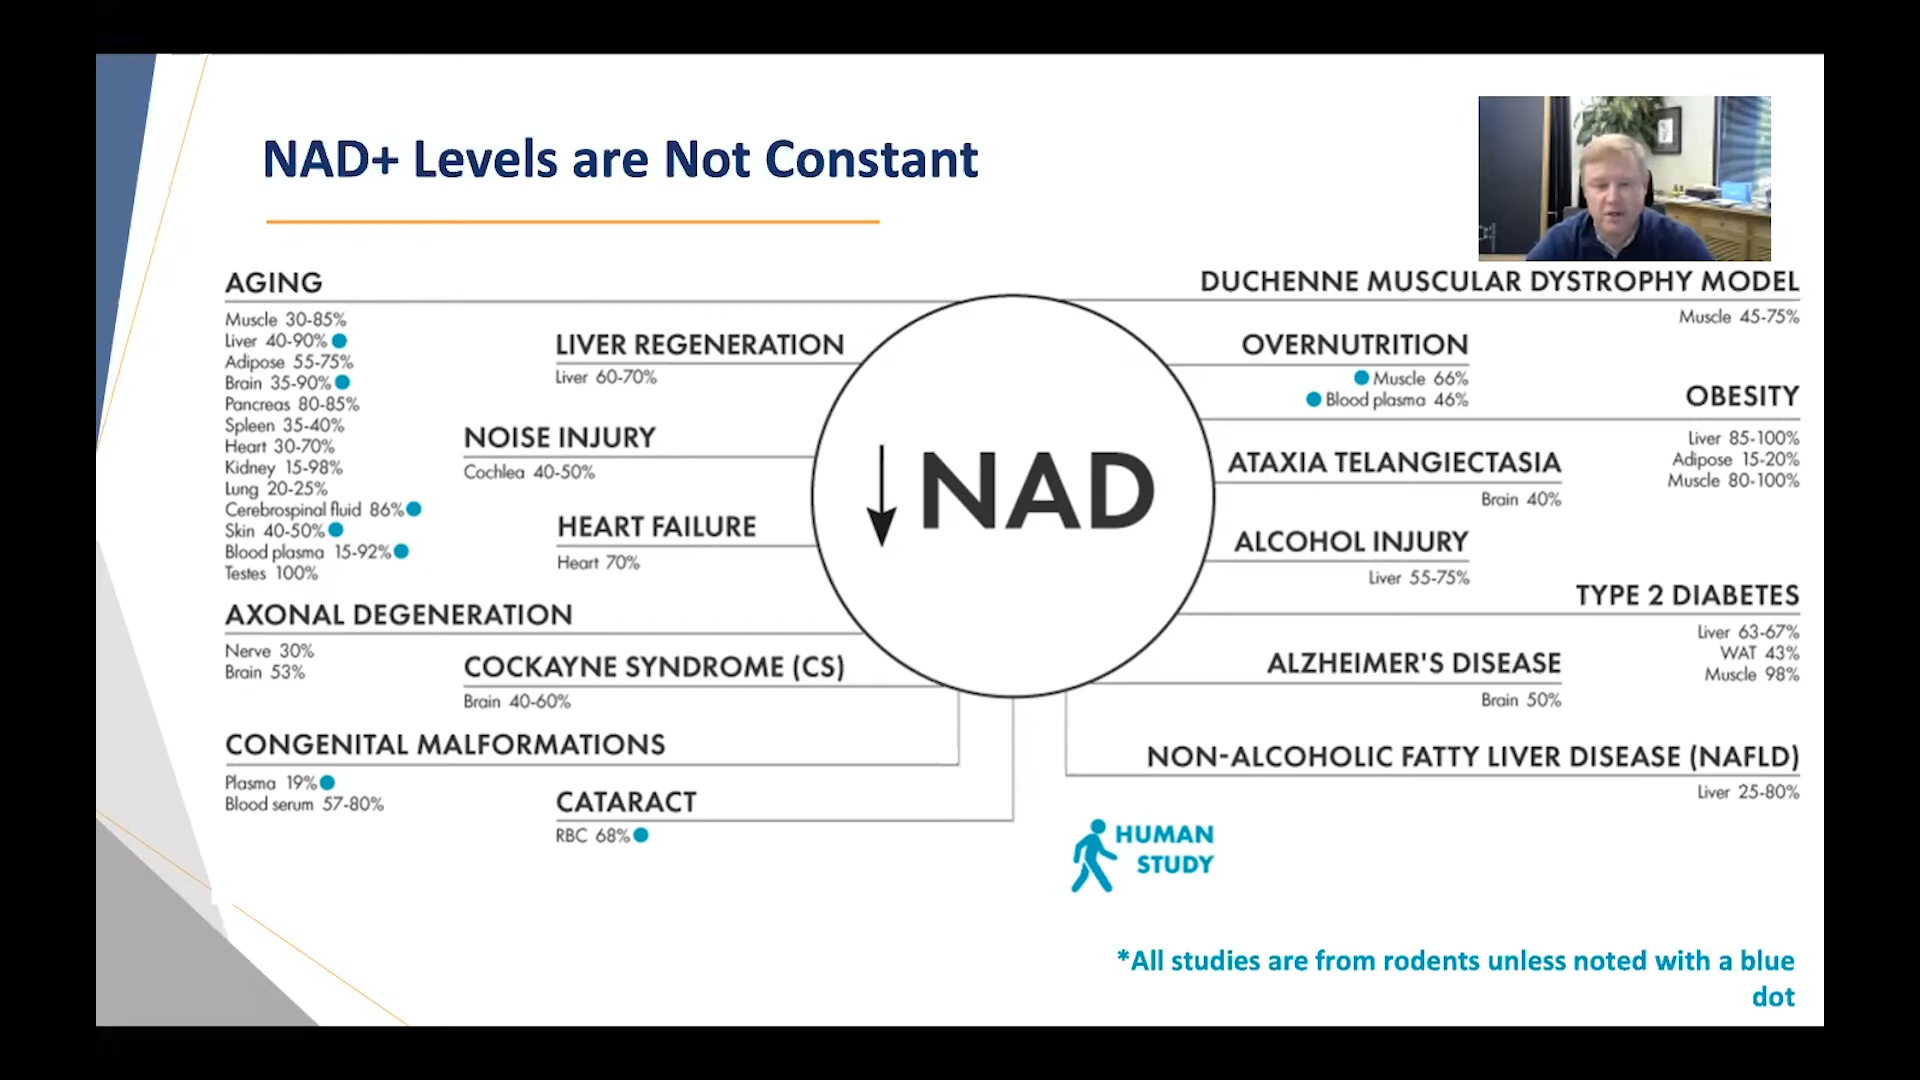 NAD+ Levels are Not Constant
AGING
Muscle 30-85%
Liver 40-90%
Adipose 55-75%
Brain 35-90%
Pancreas 80-85%
Spleen 35-40%
Heart 30-70%
Kidney 15-98%
Lung 20-25%
Cerebrospinal fluid 86%
Skin 40-50%
Blood plasma 15-92%
Testes 100%
LIVER REGENERATION
Liver 60-70%
NOISE INJURY
Cochlea 40-50%
HEART FAILURE
Heart 70%
AXONAL DEGENERATION
Nerve 30%
Brain 53%
COCKAYNE SYNDROME (CS)
Brain 40-60%
CONGENITAL MALFORMATIONS
Plasma 19%
Blood serum 57-80%
CATARACT
RBC 68%
↓ NAD
DUCHENNE MUSCULAR DYSTROPHY MODEL
Muscle 45-75%
OVERNUTRITION
Muscle 66%
Blood plasma 46%
OBESITY
Liver 85-100%
Adipose 15-20%
Muscle 80-100%
ATAXIA TELANGIECTASIA
Brain 40%
ALCOHOL INJURY
Liver 55-75%
TYPE 2 DIABETES
Liver 63-67%
WAT 43%
Muscle 98%
ALZHEIMER'S DISEASE
Brain 50%
NON-ALCOHOLIC FATTY LIVER DISEASE (NAFLD)
Liver 25-80%
HUMAN
STUDY
*All studies are from rodents unless noted with a blue
dot